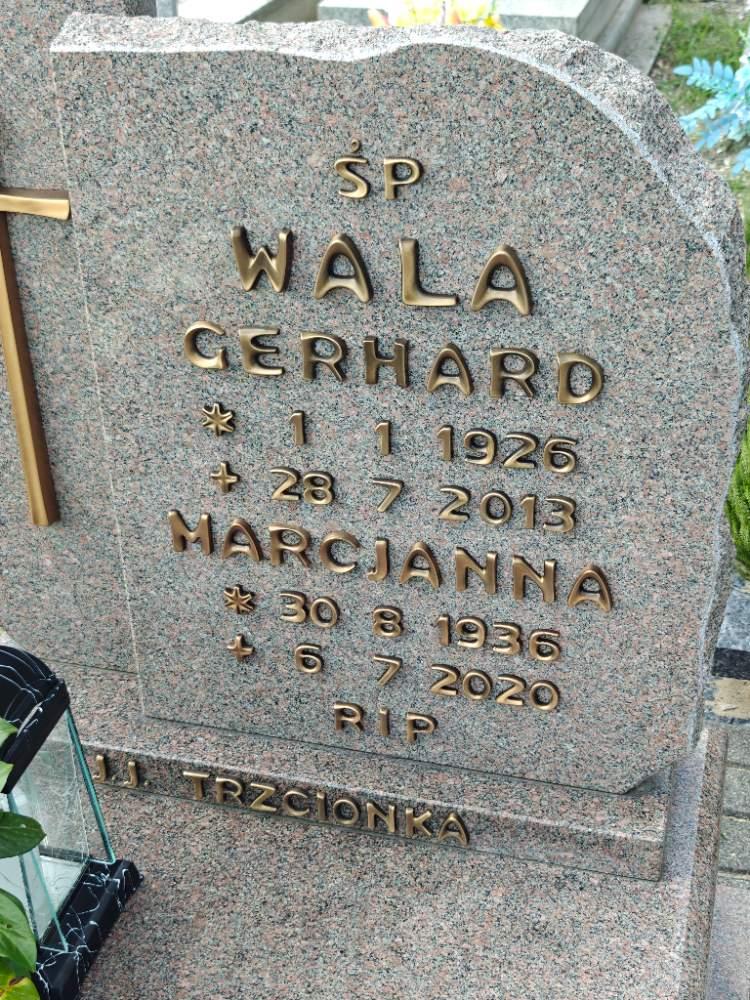 ŚP
WALA
GERHARD
* 1 1 1926
+ 28 7 2013
MARCJANNA
* 30 8 1936
+ 6 7 2020
RIP
J.J. TRZCIONKA